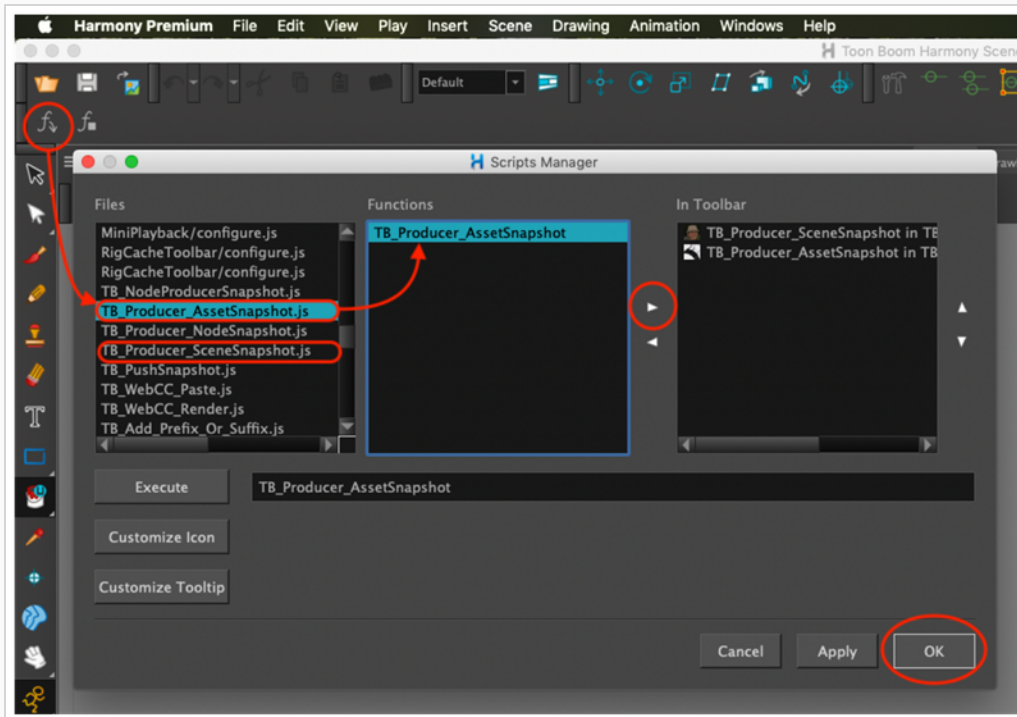 Harmony Premium File Edit View Play Insert Scene Drawing Animation Windows Help
Toon Boom Harmony Scen
Default
Scripts Manager
Files
Functions
In Toolbar
MiniPlayback/configure.js
RigCacheToolbar/configure.js
RigCacheToolbar/configure.js
TB_NodeProducerSnapshot.js
TB_Producer_AssetSnapshot.js
TB_Producer_NodeSnapshot.js
TB_Producer_SceneSnapshot.js
TB_PushSnapshot.js
TB_WebCC_Paste.js
TB_WebCC_Render.js
TB_Add_Prefix_Or_Suffix.js
TB_Producer_AssetSnapshot
TB_Producer_SceneSnapshot in TB
TB_Producer_AssetSnapshot in TB
Execute
TB_Producer_AssetSnapshot
Customize Icon
Customize Tooltip
Cancel Apply OK